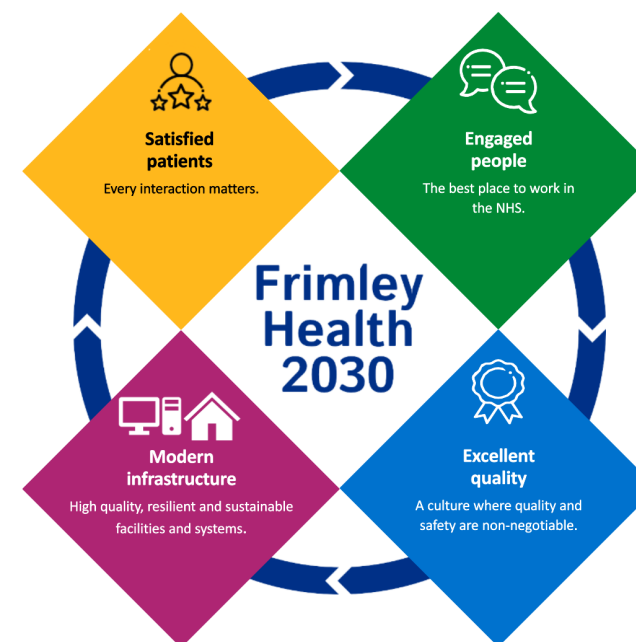 Satisfied
patients
Every interaction matters.
Engaged
people
The best place to work in
the NHS.
Frimley
Health
2030
Modern
infrastructure
High quality, resilient and sustainable
facilities and systems.
Excellent
quality
A culture where quality and
safety are non-negotiable.